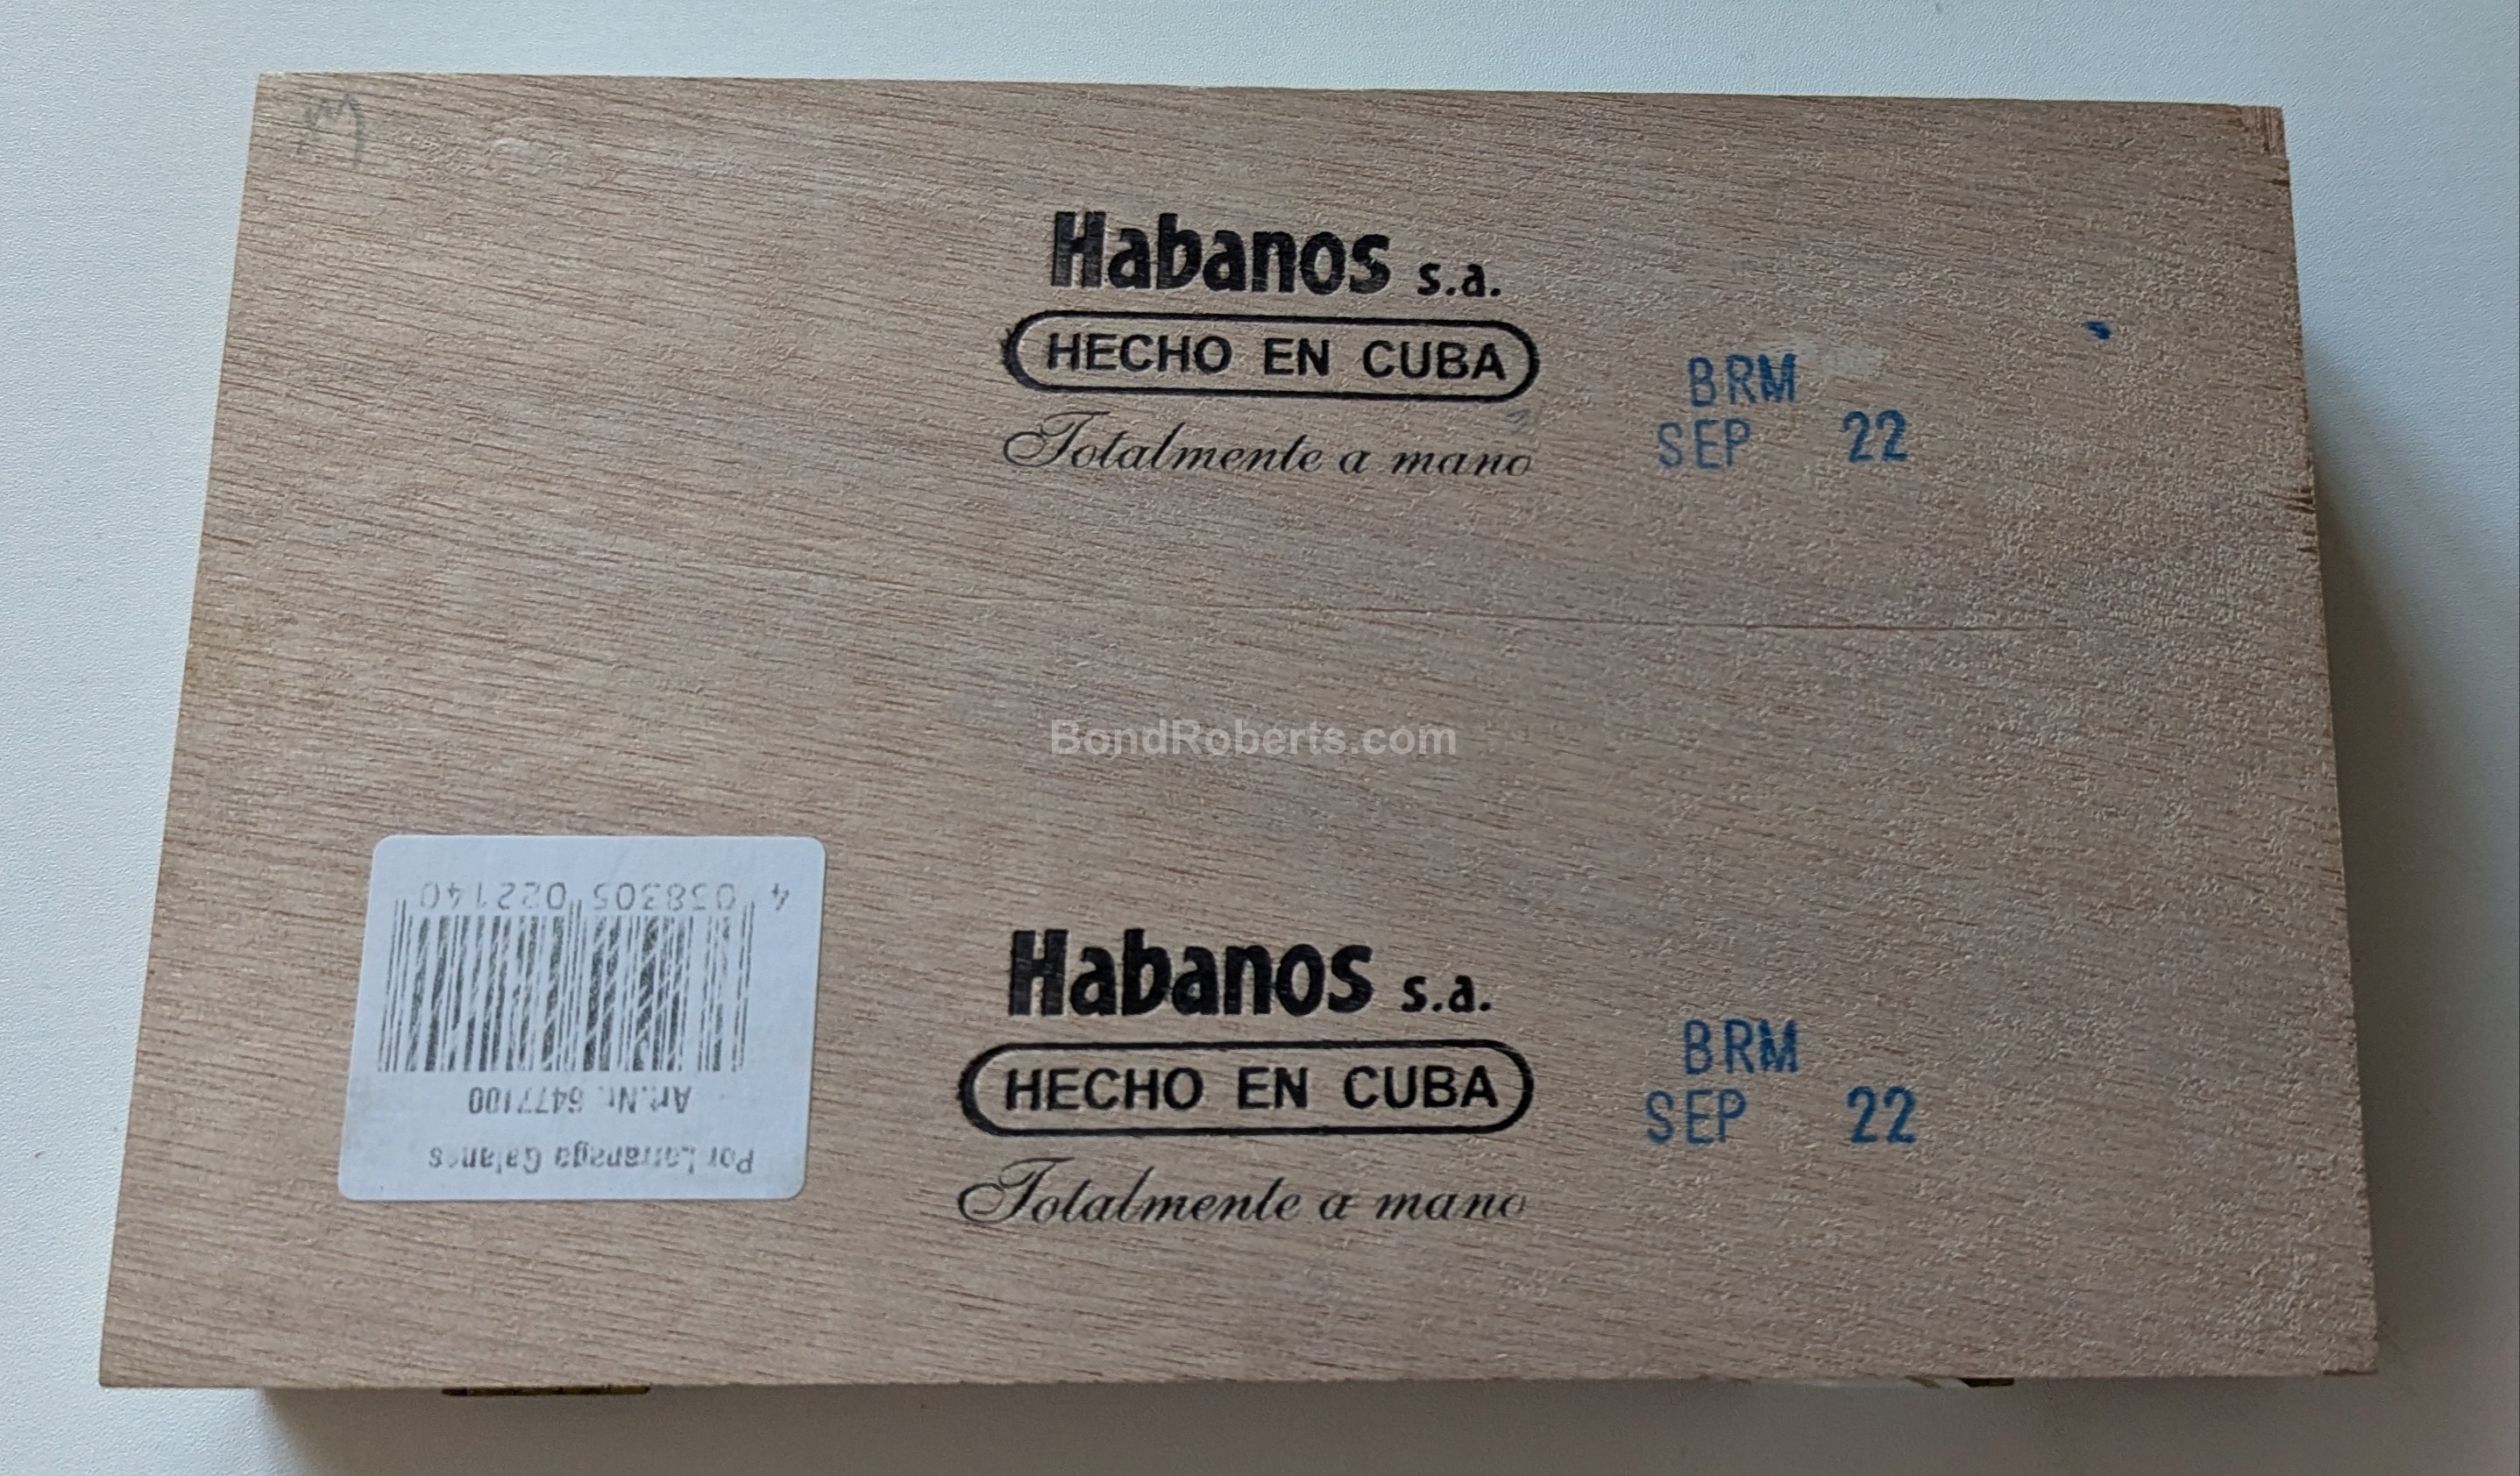 M
Habanos s.a.
HECHO EN CUBA
Totalmente a mano
BRM
SEP 22
BondRoberts.com
4 058305 022140
Art.Nr. 6477100
Por Larranaga Galanes
Habanos s.a.
HECHO EN CUBA
Totalmente a mano
BRM
SEP 22